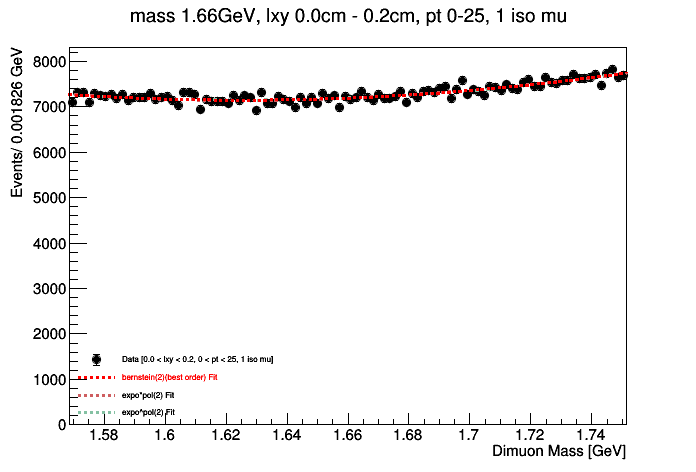 mass 1.66GeV, lxy 0.0cm - 0.2cm, pt 0-25, 1 iso mu
Events/ 0.001826 GeV
8000
7000
6000
5000
4000
3000
2000
1000
0
Data [0.0 < lxy < 0.2, 0 < pt < 25, 1 iso mu]
bernstein(2)(best order) Fit
expo*pol(2) Fit
expo^pol(2) Fit
1.58 1.6 1.62 1.64 1.66 1.68 1.7 1.72 1.74
Dimuon Mass [GeV]